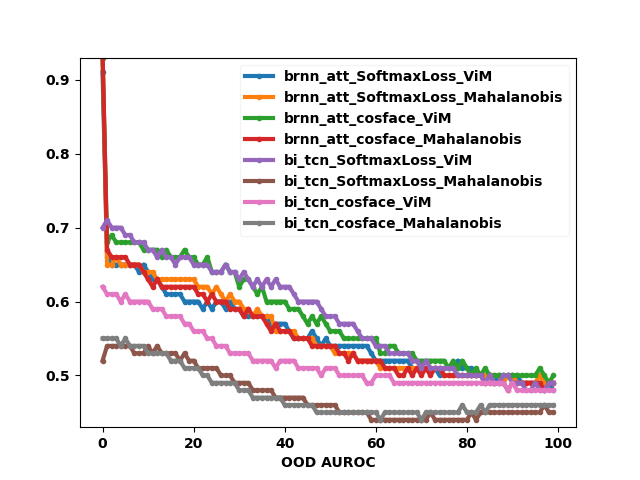 0.9
0.8
0.7
0.6
0.5
brnn_att_SoftmaxLoss_ViM
brnn_att_SoftmaxLoss_Mahalanobis
brnn_att_cosface_ViM
brnn_att_cosface_Mahalanobis
bi_tcn_SoftmaxLoss_ViM
bi_tcn_SoftmaxLoss_Mahalanobis
bi_tcn_cosface_ViM
bi_tcn_cosface_Mahalanobis
0 20 40 60 80 100
OOD AUROC